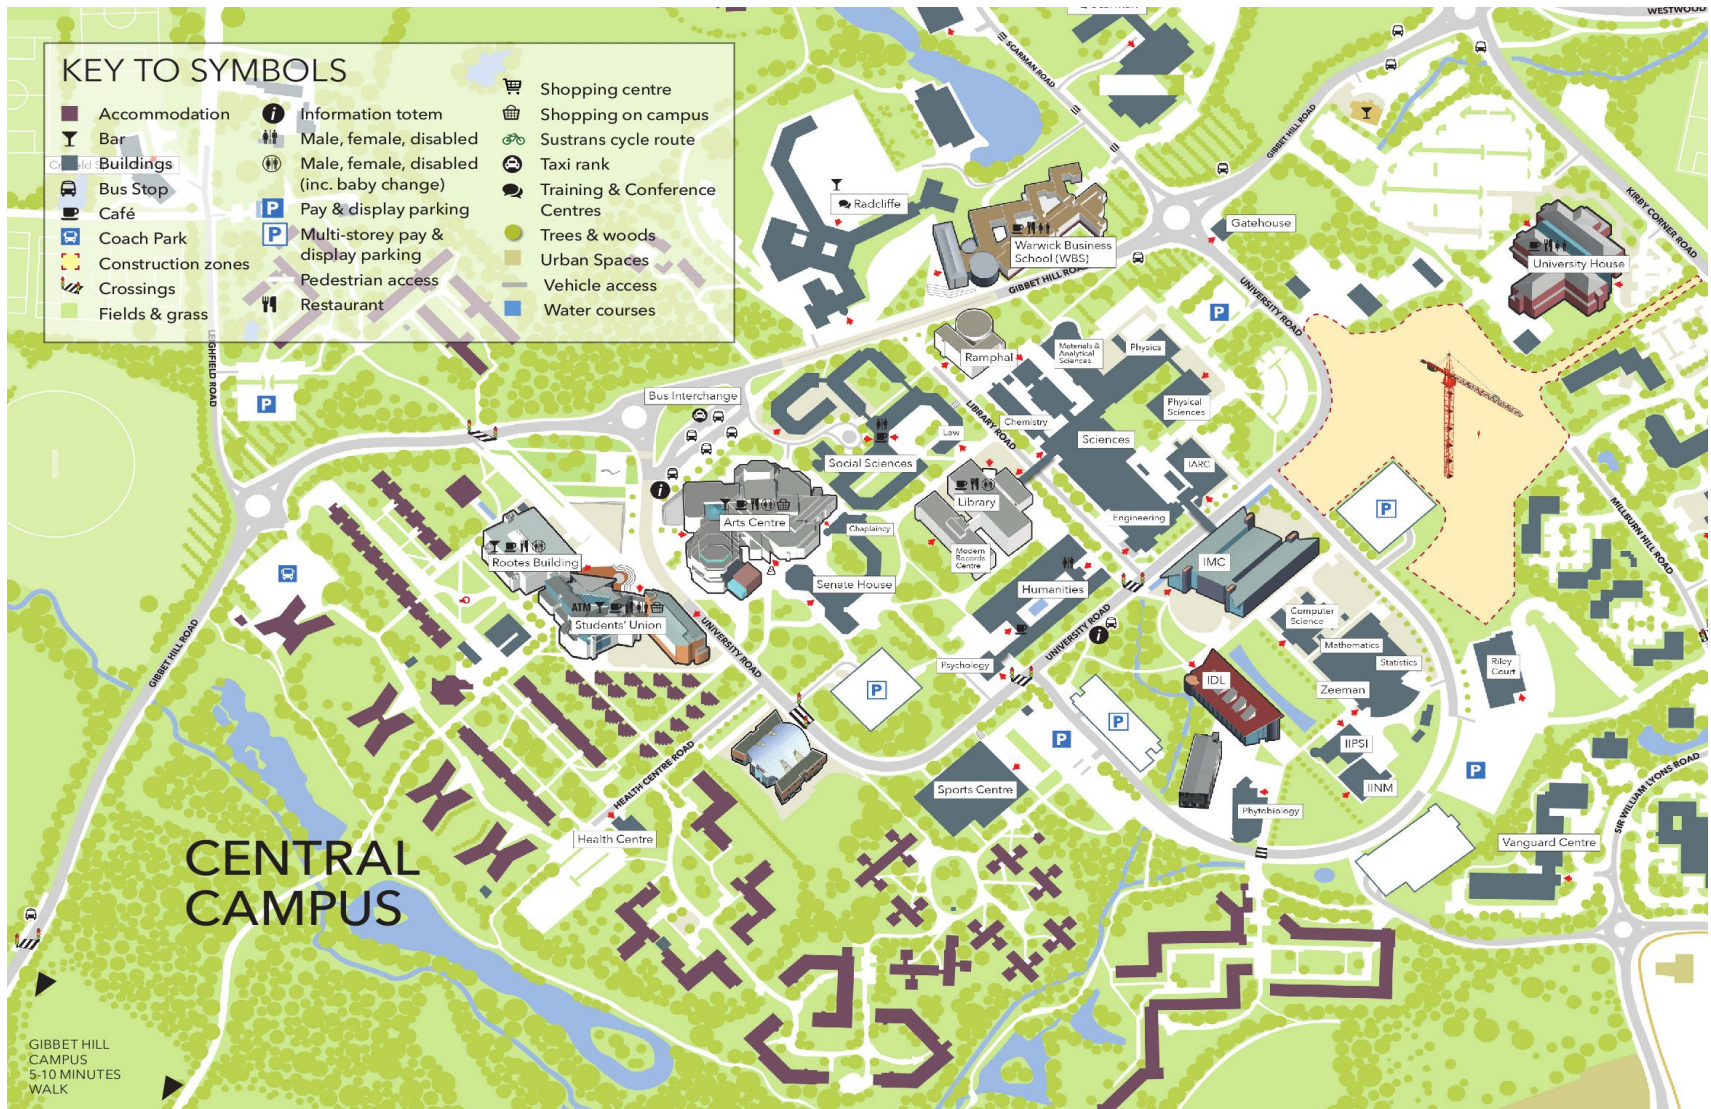 WESTWOOD
KEY TO SYMBOLS
Accommodation
Bar
Buildings
Bus Stop
Café
Coach Park
Construction zones
Crossings
Fields & grass
i
Information totem
Male, female, disabled
Male, female, disabled
(inc. baby change)
P
Pay & display parking
P
Multi-storey pay &
display parking
Pedestrian access
Restaurant
Shopping centre
Shopping on campus
Sustrans cycle route
Taxi rank
Training & Conference
Centres
Trees & woods
Urban Spaces
Vehicle access
Water courses
SCARMAN ROAD
GIBBET HILL ROAD
KIRBY CORNER ROAD
Radcliffe
Warwick Business
School (WBS)
GIBBET HILL ROAD
Gatehouse
University House
UNIVERSITY ROAD
P
LEIGHFIELD ROAD
P
Ramphal
Materials &
Analytical
Sciences
Physics
Physical
Sciences
Bus Interchange
LIBRARY ROAD
Chemistry
Law
Sciences
Social Sciences
IARC
i
Library
Arts Centre
Chaplaincy
Engineering
P
MILLBURN HILL ROAD
Rootes Building
Modern
Records
Centre
IMC
Senate House
Humanities
P
ATM
Students' Union
UNIVERSITY ROAD
UNIVERSITY ROAD
i
Computer
Science
Mathematics
Statistics
Zeeman
Riley
Court
GIBBET HILL ROAD
Psychology
IDL
P
P
P
IIPSI
P
IINM
HEALTH CENTRE ROAD
Sports Centre
Phytobiology
Health Centre
Vanguard Centre
SIR WILLIAM LYONS ROAD
CENTRAL
CAMPUS
GIBBET HILL
CAMPUS
5-10 MINUTES
WALK